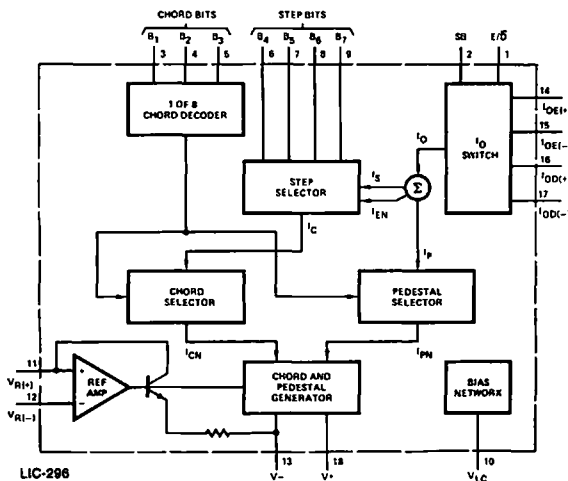 CHORD BITS STEP BITS
B1 B2 B3 B4 B5 B6 B7 SB E/D̅
3 4 5 6 7 8 9 2 1
1 OF 8
CHORD DECODER
14
IOE(+)
15
IOE(−)
16
IOD(+)
17
IOD(−)
IO
SWITCH
IO
Σ
IS
IEN
STEP
SELECTOR
IC
IP
CHORD
SELECTOR
PEDESTAL
SELECTOR
ICN
IPN
11
VR(+)
12
VR(−)
+
−
REF
AMP
CHORD AND
PEDESTAL
GENERATOR
BIAS
NETWORK
13 18 10
V− V+ VLC
LIC-296